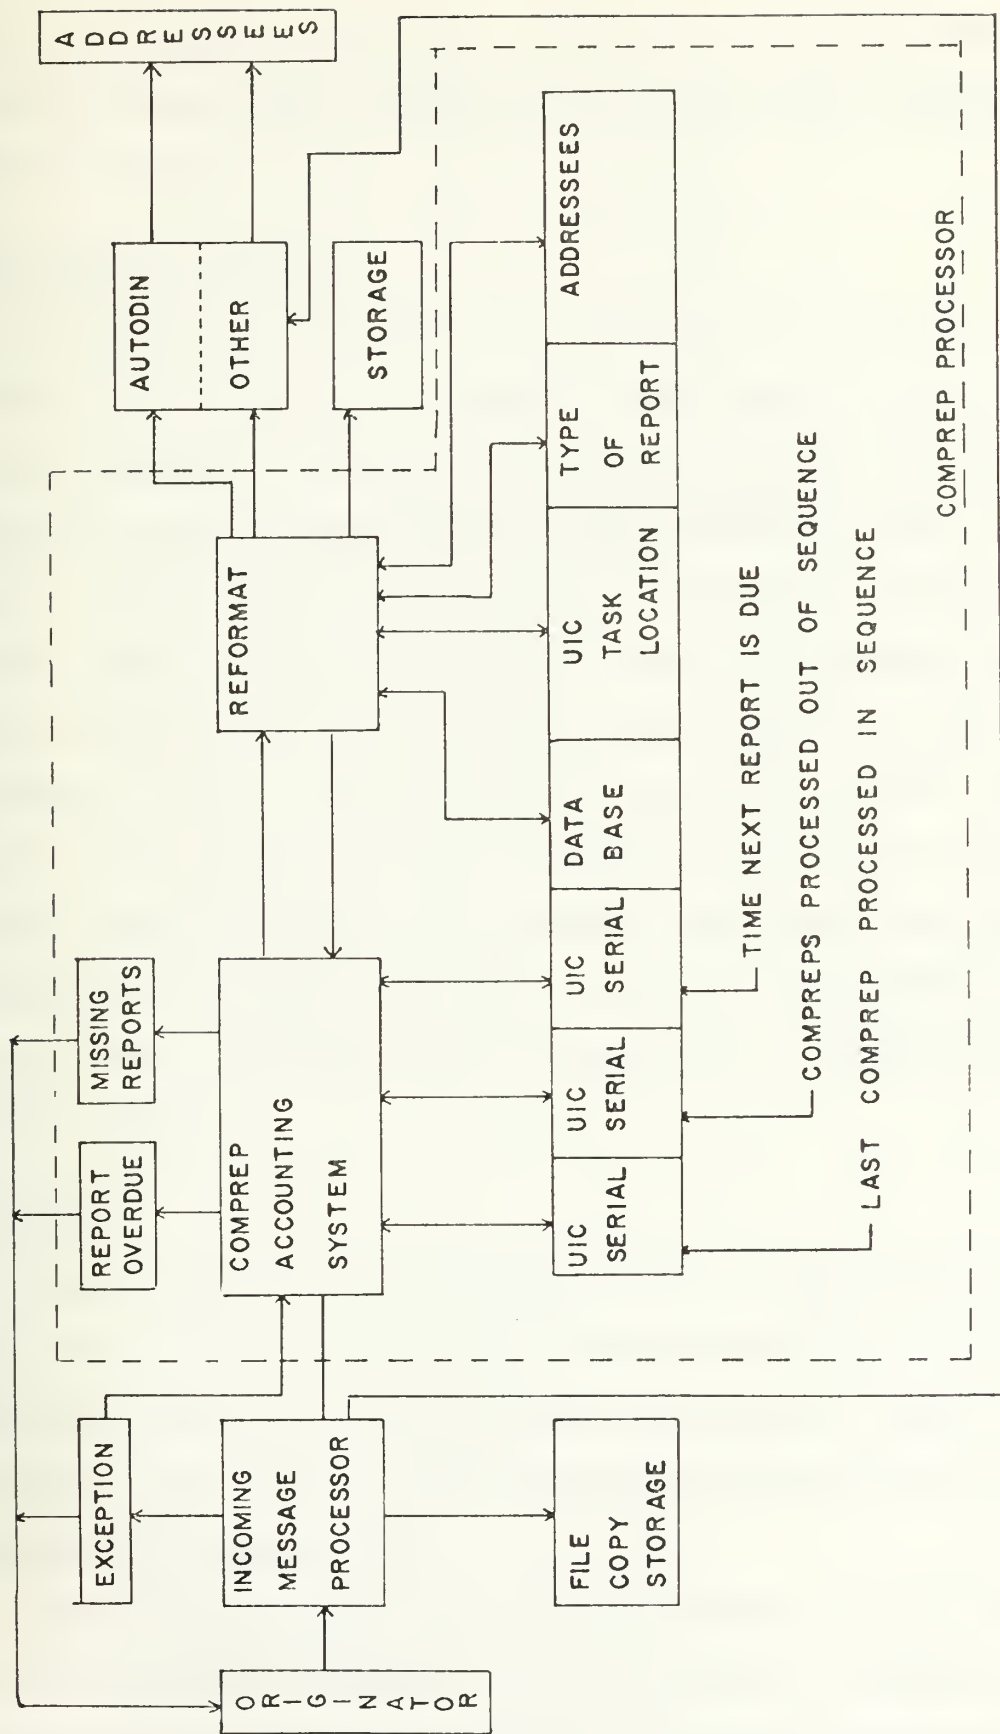 ORIGINATOR
EXCEPTION
INCOMING
MESSAGE
PROCESSOR
FILE
COPY
STORAGE
REPORT
OVERDUE
MISSING
REPORTS
COMPREP
ACCOUNTING
SYSTEM
REFORMAT
AUTODIN
OTHER
STORAGE
ADDRESSEES
UIC
SERIAL
UIC
SERIAL
UIC
SERIAL
DATA
BASE
UIC
TASK
LOCATION
TYPE
OF
REPORT
ADDRESSEES
TIME NEXT REPORT IS DUE
COMPREPS PROCESSED OUT OF SEQUENCE
LAST COMPREP PROCESSED IN SEQUENCE
COMPREP PROCESSOR